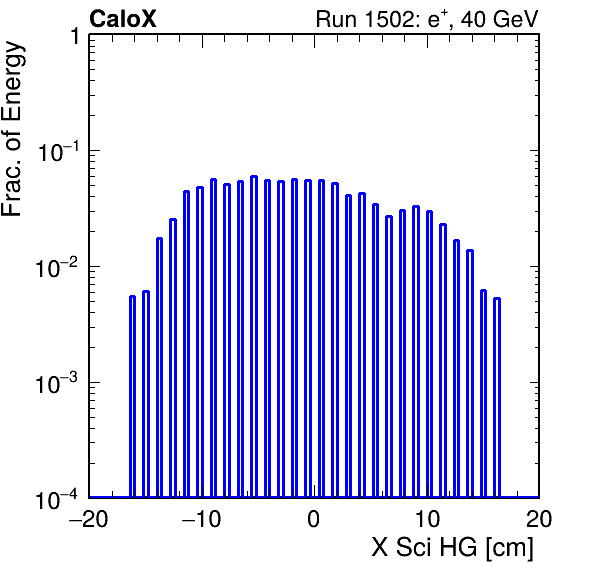 CaloX Run 1502: e⁺, 40 GeV
Frac. of Energy
1
10⁻¹
10⁻²
10⁻³
10⁻⁴
−20 −10 0 10 20
X Sci HG [cm]